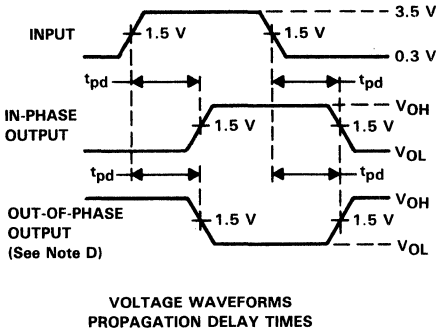 3.5 V
INPUT
1.5 V
1.5 V
0.3 V
tpd
tpd
IN-PHASE
OUTPUT
VOH
1.5 V
1.5 V
VOL
tpd
tpd
VOH
OUT-OF-PHASE
OUTPUT
(See Note D)
1.5 V
1.5 V
VOL
VOLTAGE WAVEFORMS
PROPAGATION DELAY TIMES